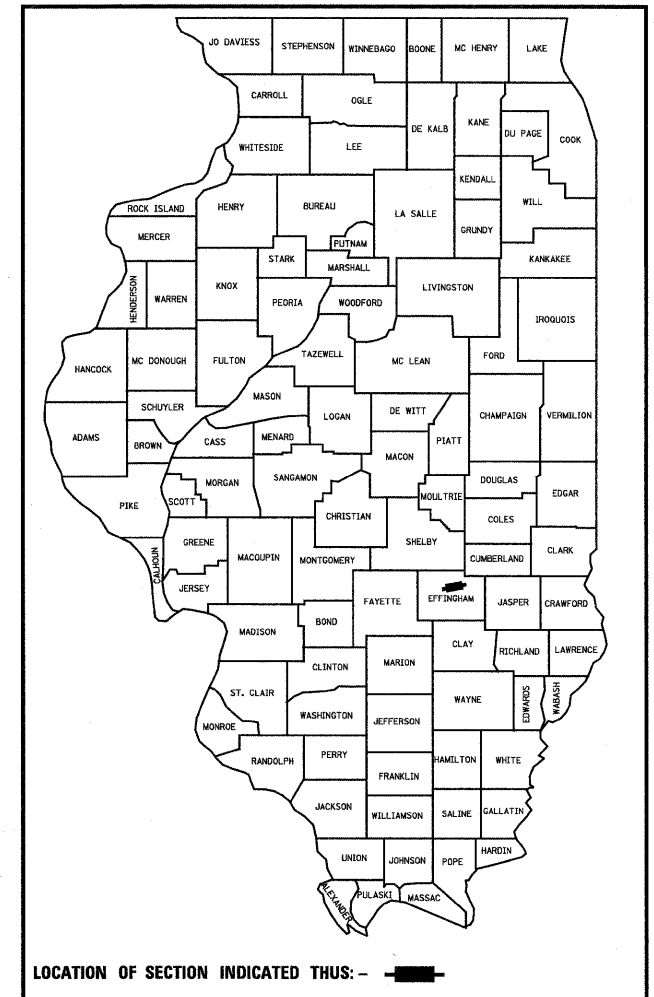 JO DAVIESS
STEPHENSON
WINNEBAGO
BOONE
MC HENRY
LAKE
CARROLL
OGLE
DE KALB
KANE
DU PAGE
COOK
WHITESIDE
LEE
KENDALL
WILL
ROCK ISLAND
HENRY
BUREAU
LA SALLE
GRUNDY
MERCER
PUTNAM
STARK
MARSHALL
KANKAKEE
HENDERSON
WARREN
KNOX
PEORIA
WOODFORD
LIVINGSTON
IROQUOIS
HANCOCK
MC DONOUGH
FULTON
TAZEWELL
MC LEAN
FORD
MASON
SCHUYLER
LOGAN
DE WITT
CHAMPAIGN
VERMILION
ADAMS
BROWN
CASS
MENARD
MACON
PIATT
MORGAN
SANGAMON
DOUGLAS
EDGAR
PIKE
SCOTT
CHRISTIAN
MOULTRIE
COLES
GREENE
MACOUPIN
MONTGOMERY
SHELBY
CUMBERLAND
CLARK
CALHOUN
JERSEY
FAYETTE
EFFINGHAM
JASPER
CRAWFORD
MADISON
BOND
CLAY
RICHLAND
LAWRENCE
CLINTON
MARION
ST. CLAIR
WAYNE
EDWARDS
WABASH
MONROE
WASHINGTON
JEFFERSON
RANDOLPH
PERRY
HAMILTON
WHITE
FRANKLIN
JACKSON
WILLIAMSON
SALINE
GALLATIN
UNION
JOHNSON
POPE
HARDIN
ALEXANDER
PULASKI
MASSAC
LOCATION OF SECTION INDICATED THUS: –